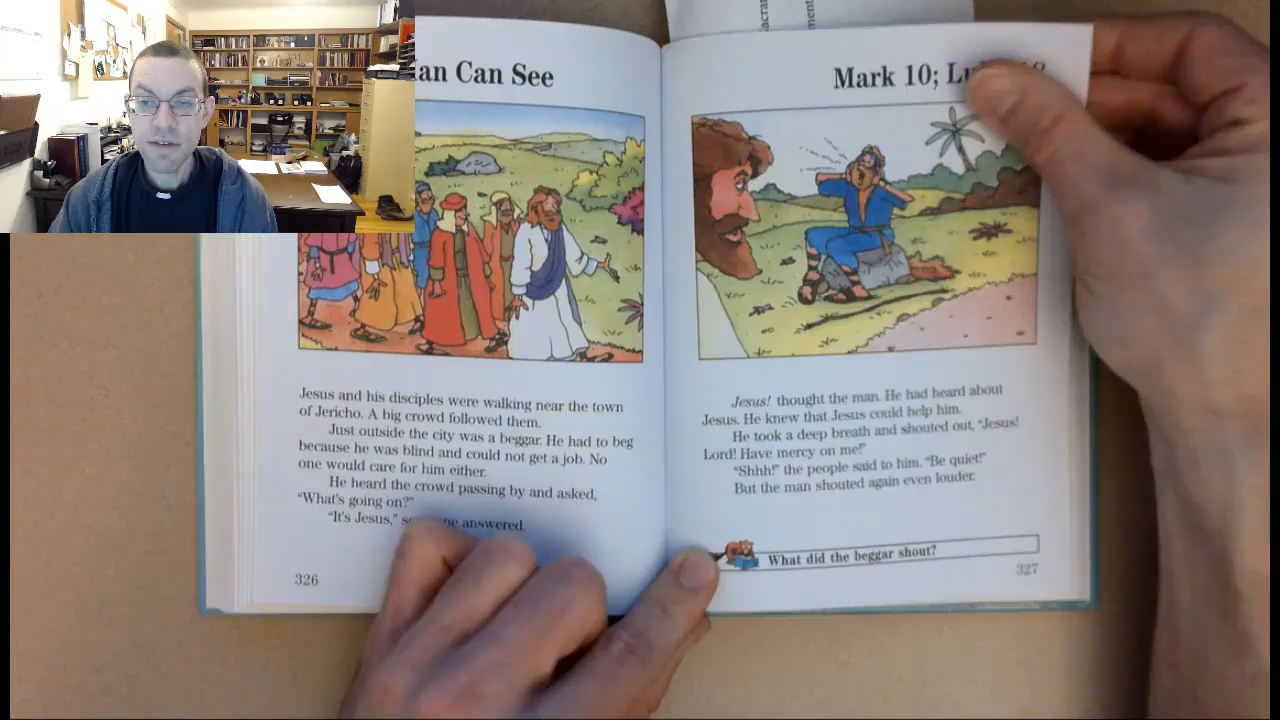 an Can See
Jesus and his disciples were walking near the town
of Jericho. A big crowd followed them.
Just outside the city was a beggar. He had to beg
because he was blind and could not get a job. No
one would care for him either.
He heard the crowd passing by and asked,
“What's going on?”
“It's Jesus,” answered.
326
Mark 10;
Jesus! thought the man. He had heard about
Jesus. He knew that Jesus could help him.
He took a deep breath and shouted out, “Jesus!
Lord! Have mercy on me!”
“Shhh!” the people said to him. “Be quiet!”
But the man shouted again even louder.
What did the beggar shout?
327